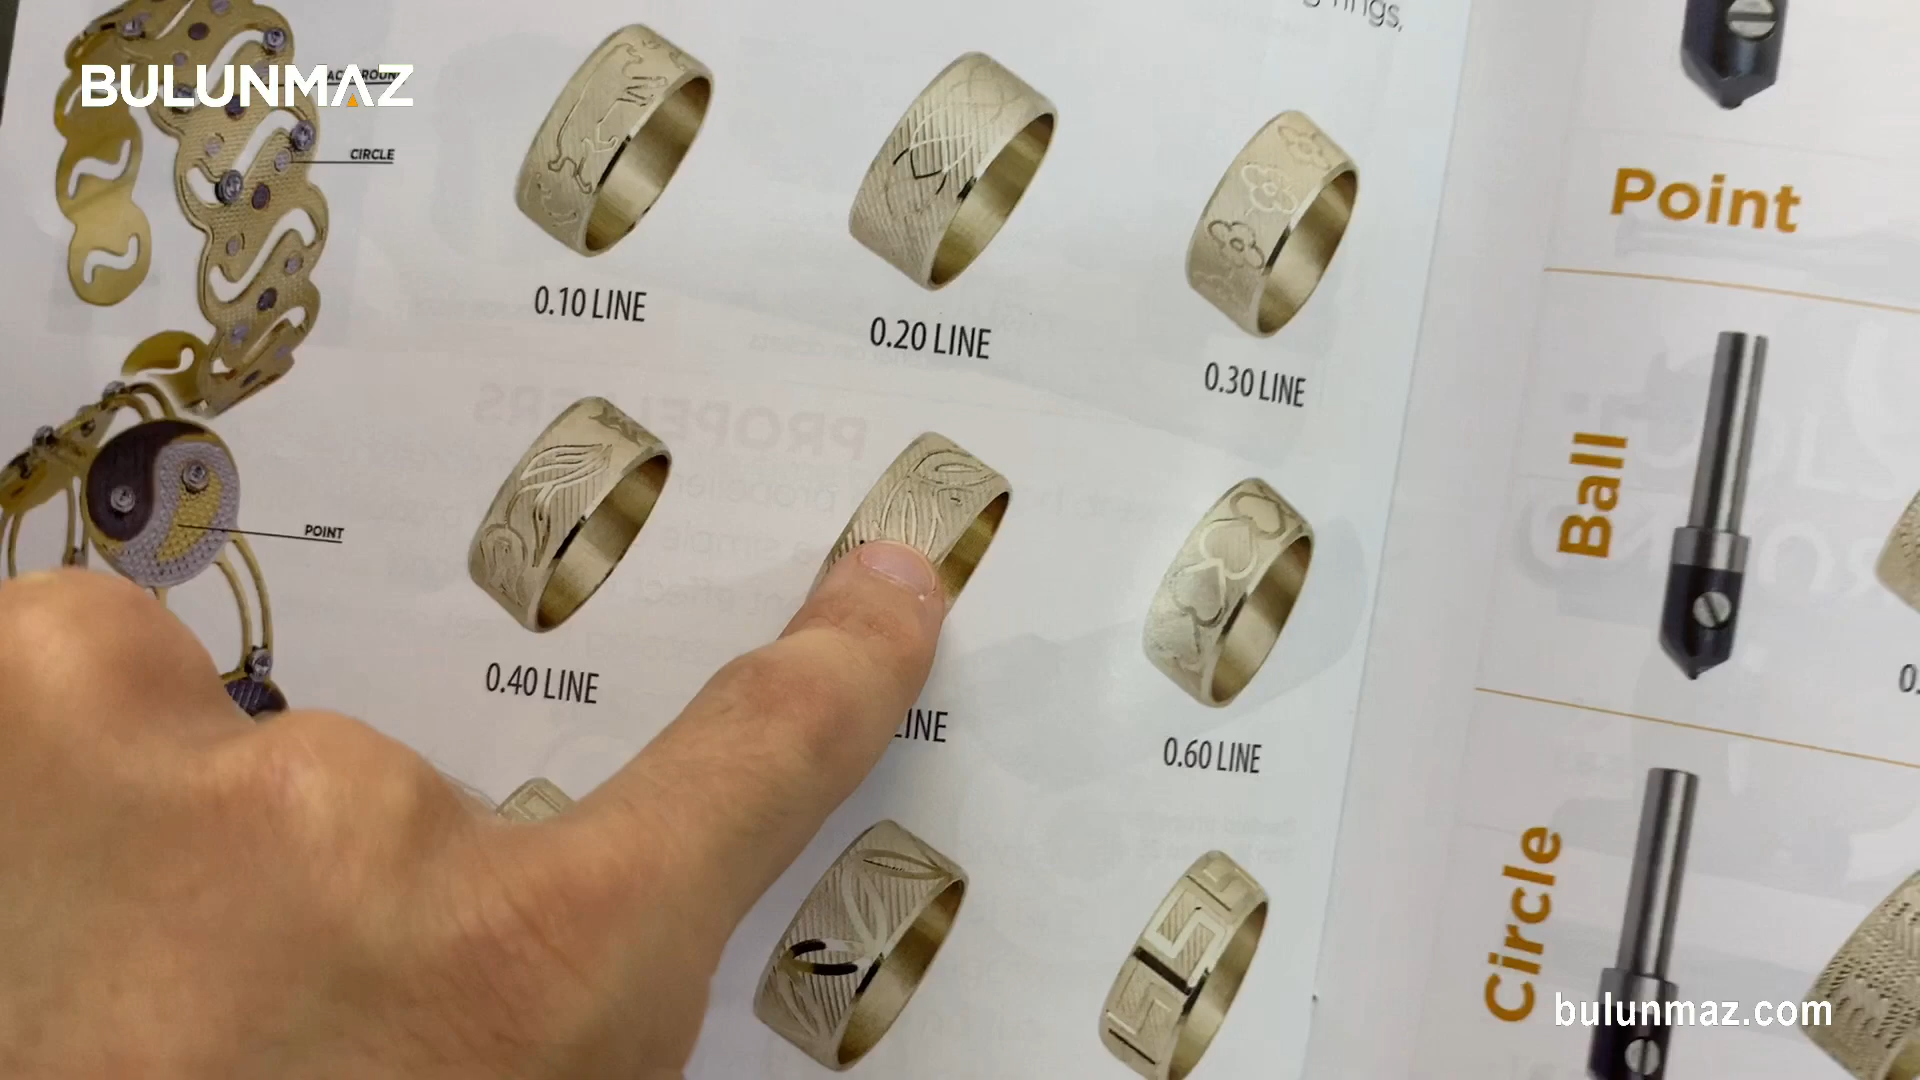 BULUNMAZ
CIRCLE
0.10 LINE
0.20 LINE
0.30 LINE
POINT
0.40 LINE
LINE
0.60 LINE
Point
Ball
Circle
bulunmaz.com